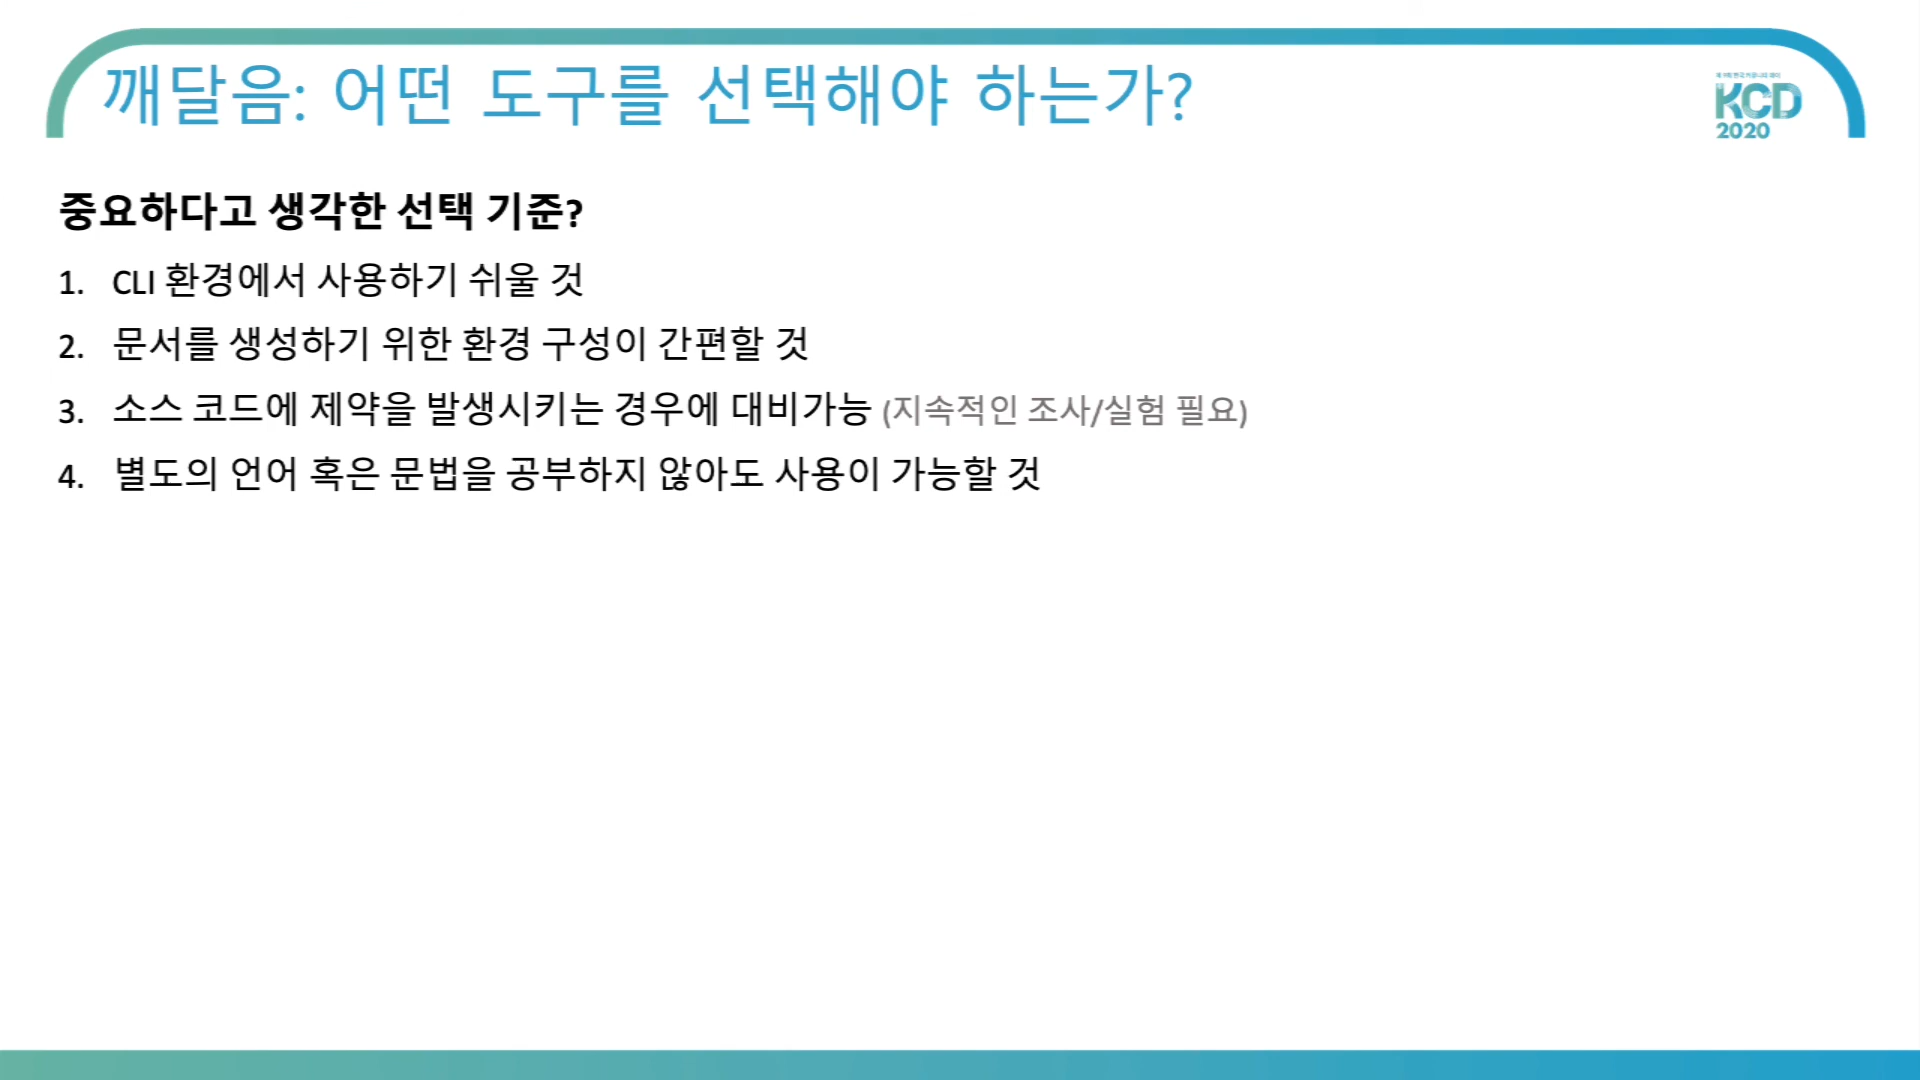 깨달음: 어떤 도구를 선택해야 하는가?
KCD
2020
중요하다고 생각한 선택 기준?
1. CLI 환경에서 사용하기 쉬울 것
2. 문서를 생성하기 위한 환경 구성이 간편할 것
3. 소스 코드에 제약을 발생시키는 경우에 대비가능 (지속적인 조사/실험 필요)
4. 별도의 언어 혹은 문법을 공부하지 않아도 사용이 가능할 것